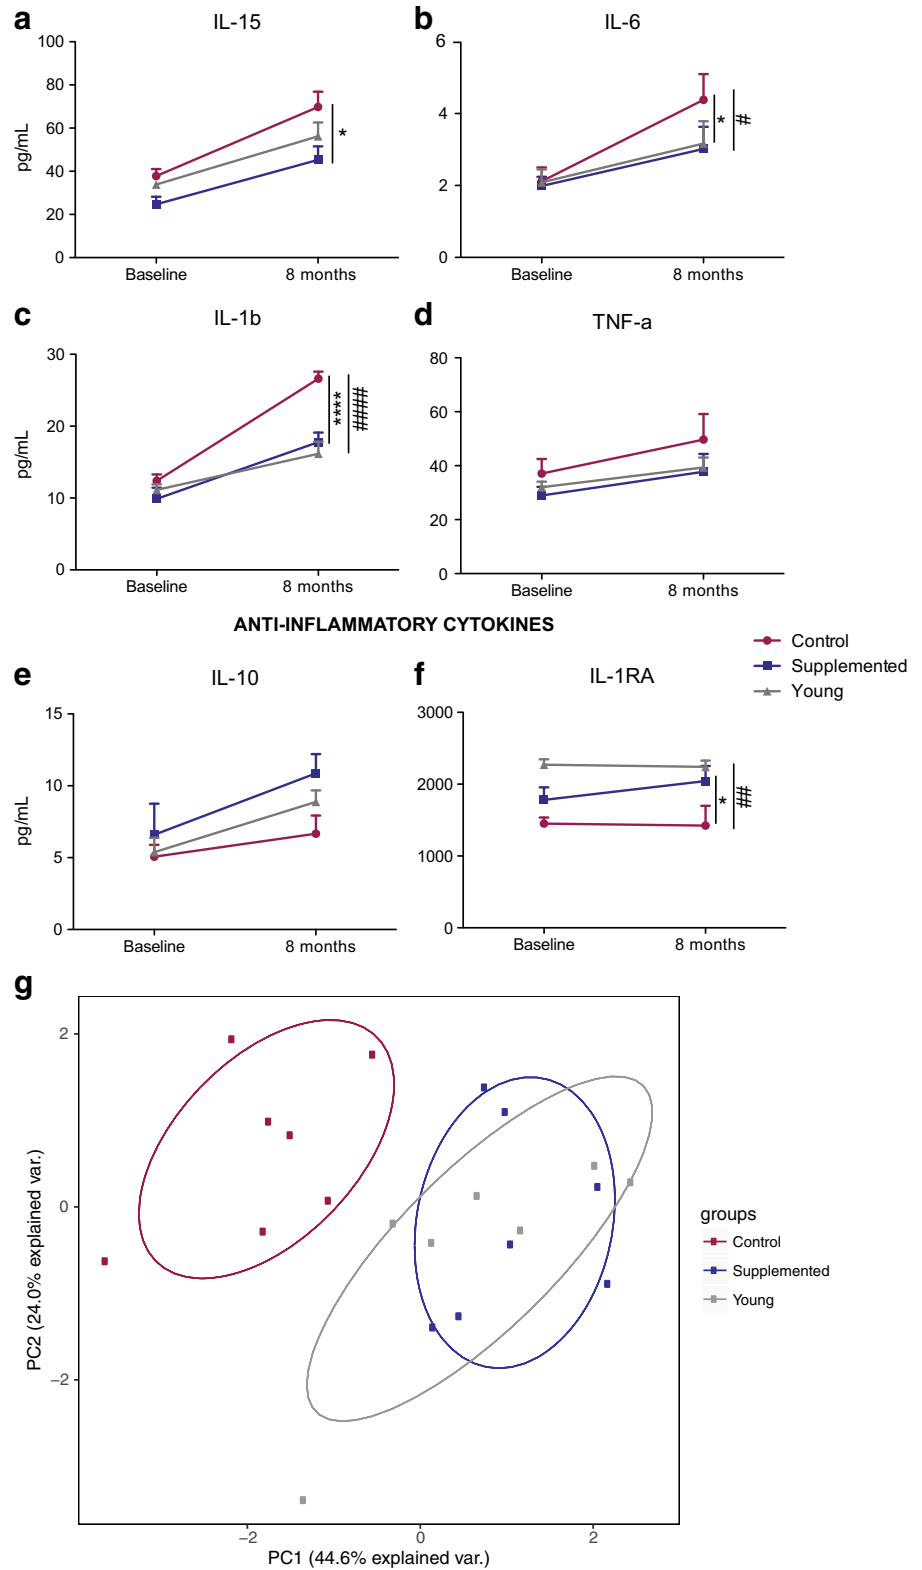 a
IL-15
100
80
60
40
20
0
pg/mL
*
Baseline
8 months
b
IL-6
6
4
2
0
*
#
Baseline
8 months
c
IL-1b
30
20
10
0
pg/mL
****
####
Baseline
8 months
d
TNF-a
80
60
40
20
0
Baseline
8 months
ANTI-INFLAMMATORY CYTOKINES
Control
Supplemented
Young
e
IL-10
15
10
5
0
pg/mL
Baseline
8 months
f
IL-1RA
3000
2000
1000
0
*
##
Baseline
8 months
g
2
0
−2
PC2 (24.0% explained var.)
−2
0
2
PC1 (44.6% explained var.)
groups
Control
Supplemented
Young